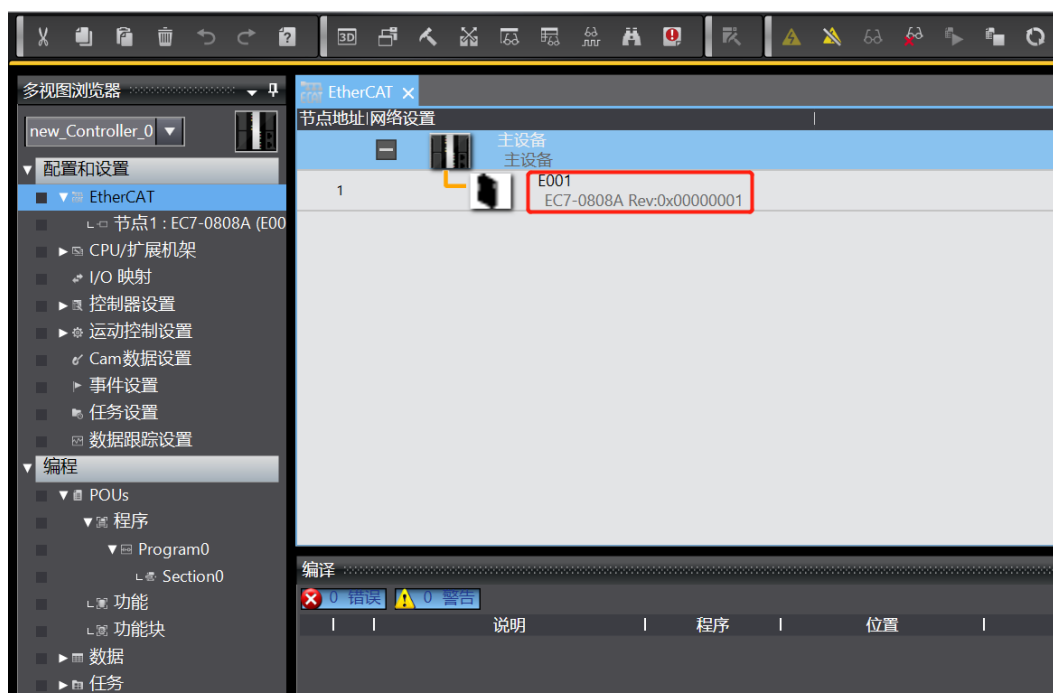 3D
多视图浏览器
EtherCAT
new_Controller_0
节点地址|网络设置
主设备
主设备
配置和设置
1
E001
EC7-0808A Rev:0x00000001
EtherCAT
节点1 : EC7-0808A (E00
CPU/扩展机架
I/O 映射
控制器设置
运动控制设置
Cam数据设置
事件设置
任务设置
数据跟踪设置
编程
POUs
程序
Program0
Section0
功能
功能块
数据
任务
编译
0 错误 0 警告
说明 程序 位置